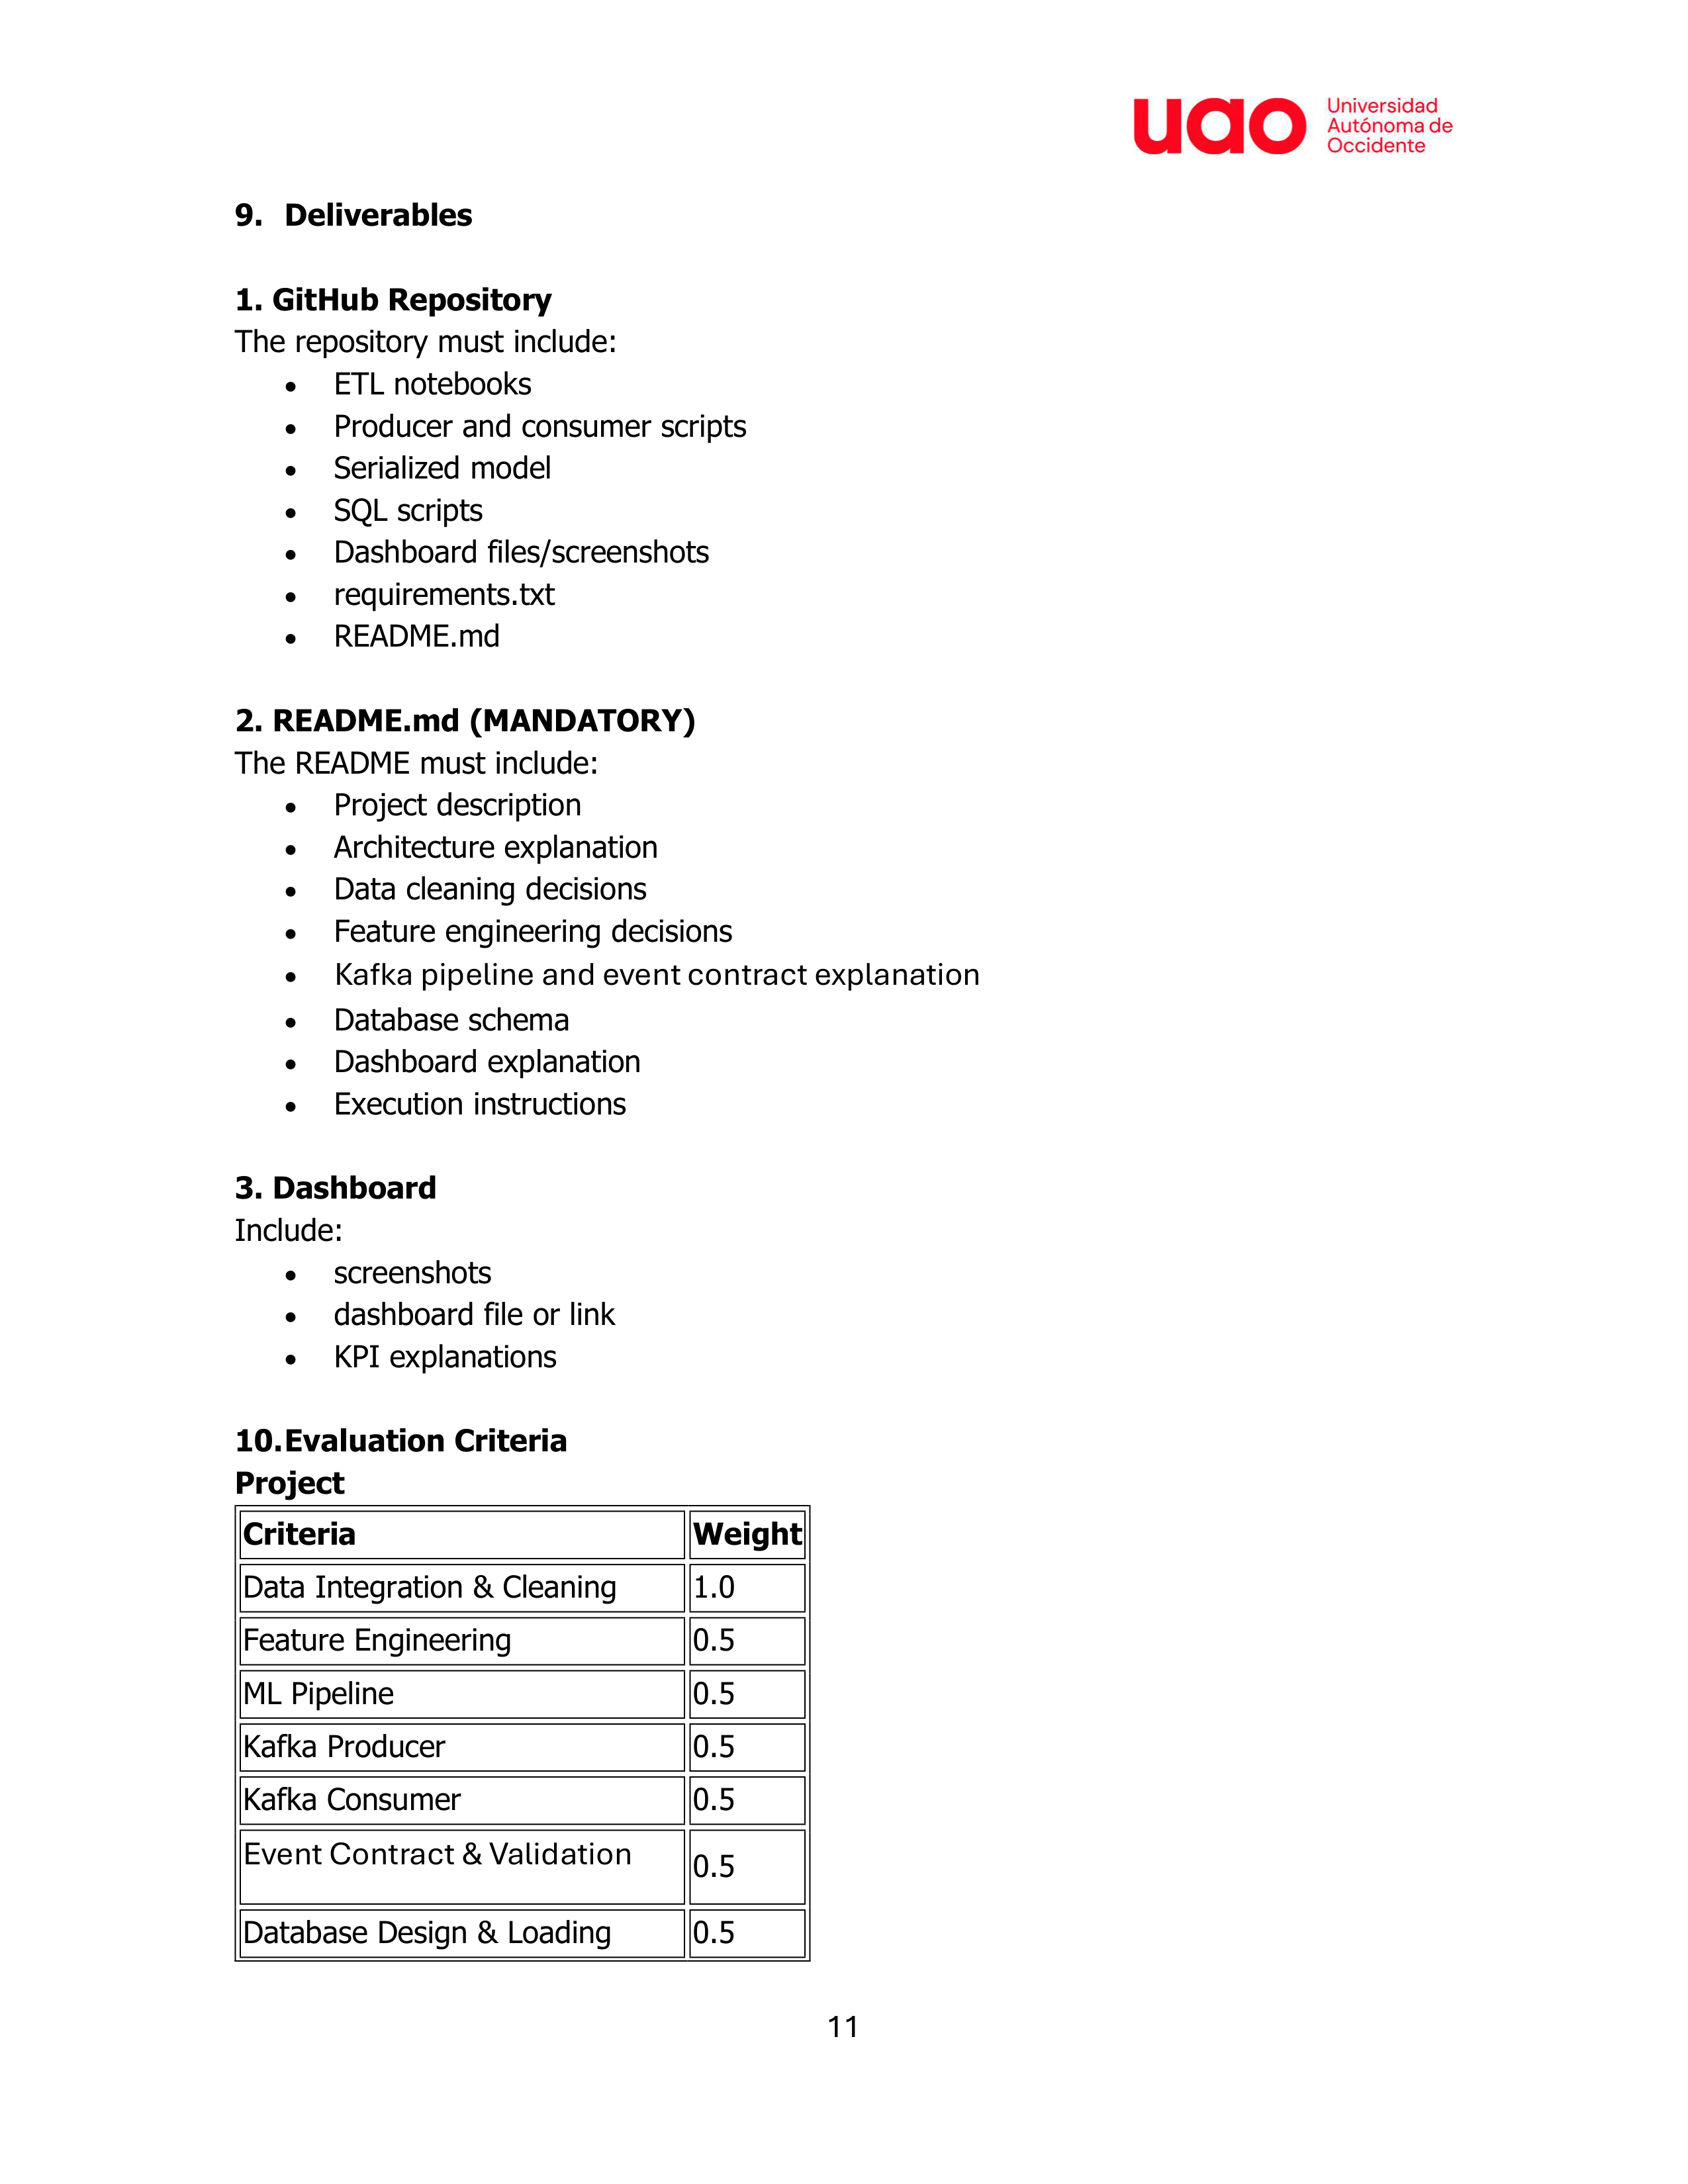 uao Universidad
Autónoma de
Occidente
9. Deliverables
1. GitHub Repository
The repository must include:
• ETL notebooks
• Producer and consumer scripts
• Serialized model
• SQL scripts
• Dashboard files/screenshots
• requirements.txt
• README.md
2. README.md (MANDATORY)
The README must include:
• Project description
• Architecture explanation
• Data cleaning decisions
• Feature engineering decisions
• Kafka pipeline and event contract explanation
• Database schema
• Dashboard explanation
• Execution instructions
3. Dashboard
Include:
• screenshots
• dashboard file or link
• KPI explanations
10.Evaluation Criteria
Project
Criteria Weight
Data Integration & Cleaning 1.0
Feature Engineering 0.5
ML Pipeline 0.5
Kafka Producer 0.5
Kafka Consumer 0.5
Event Contract & Validation 0.5
Database Design & Loading 0.5
11